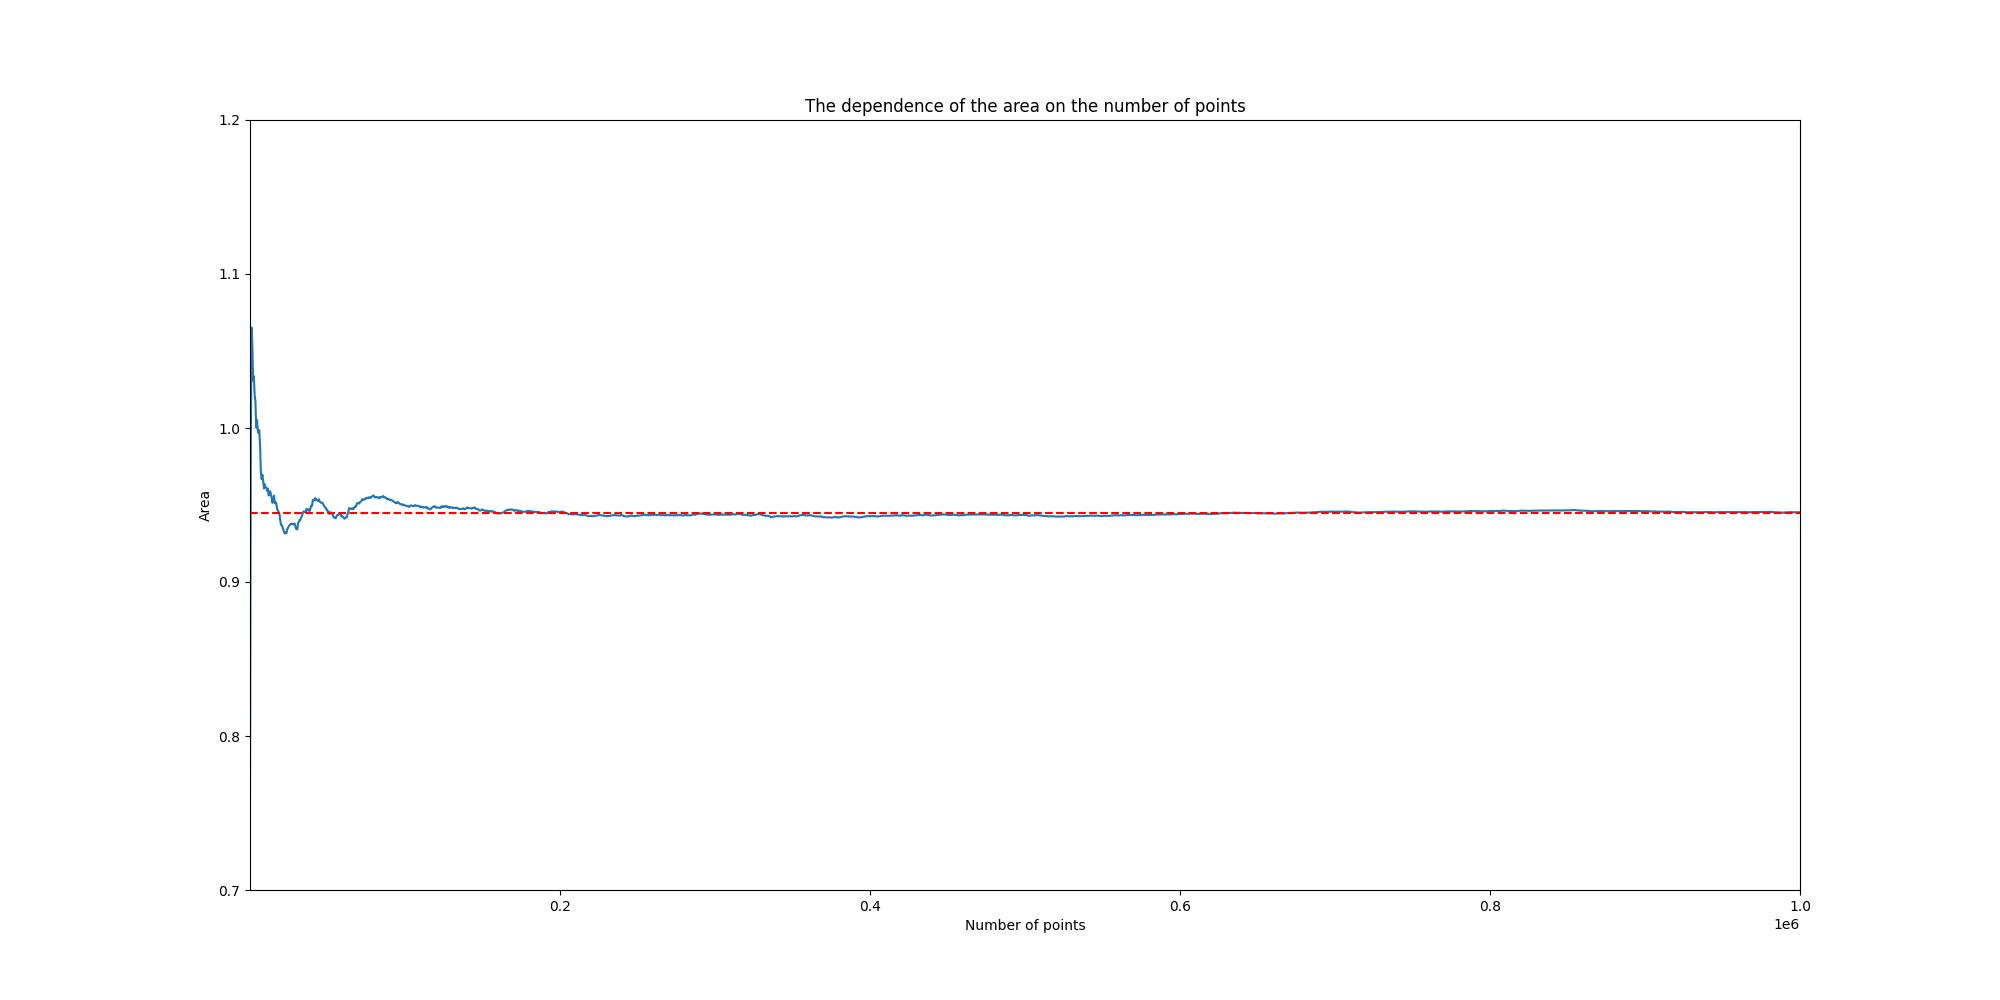 The dependence of the area on the number of points
1.2
1.1
1.0
0.9
0.8
0.7
Area
0.2 0.4 0.6 0.8 1.0
1e6
Number of points